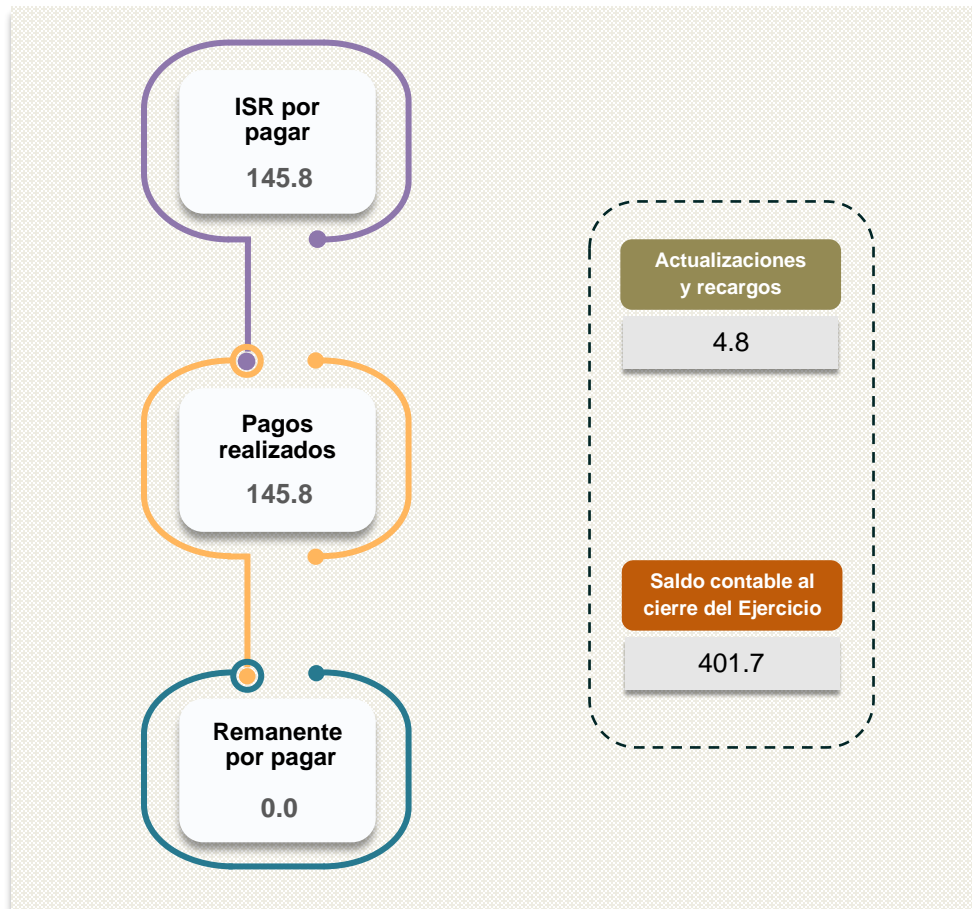 ISR por
pagar
145.8
Pagos
realizados
145.8
Remanente
por pagar
0.0
Actualizaciones
y recargos
4.8
Saldo contable al
cierre del Ejercicio
401.7